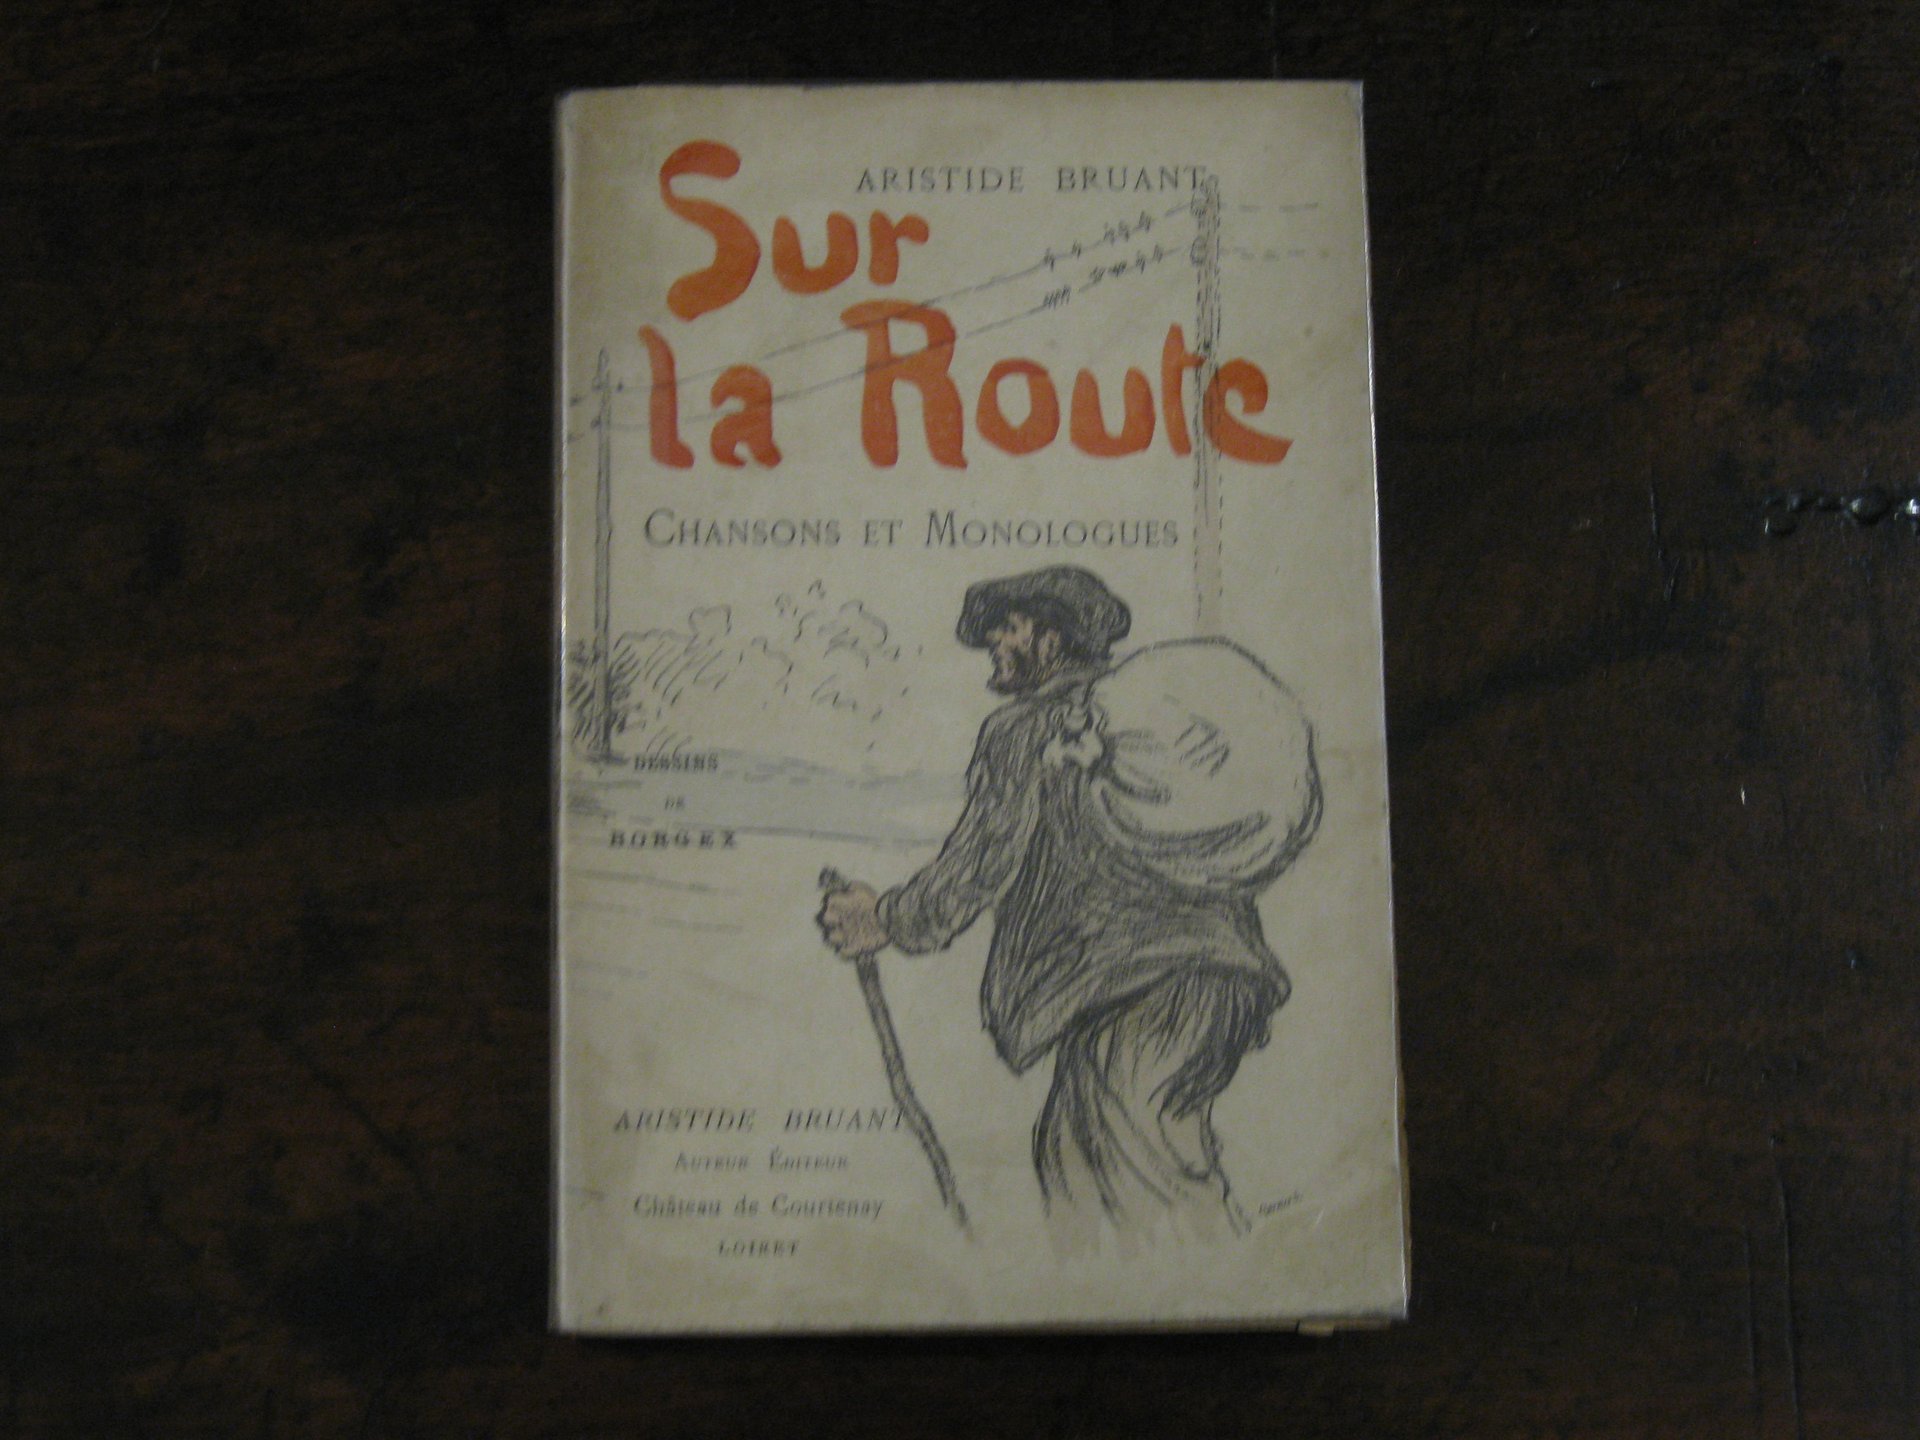 ARISTIDE BRUANT
Sur
la Route
CHANSONS ET MONOLOGUES
DESSINS
DE
BORGEX
ARISTIDE BRUANT
AUTEUR ÉDITEUR
Château de Courtenay
LOIRET